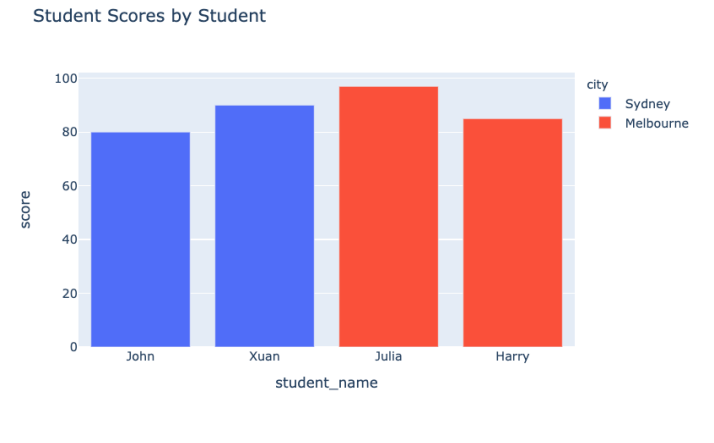 Student Scores by Student
city
Sydney
Melbourne
100
80
60
40
20
0
score
John Xuan Julia Harry
student_name